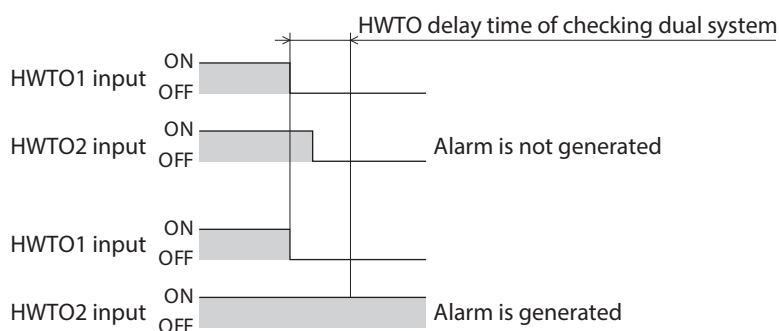 HWTO delay time of checking dual system
HWTO1 input ON
OFF
HWTO2 input ON
OFF
Alarm is not generated
HWTO1 input ON
OFF
HWTO2 input ON
OFF
Alarm is generated